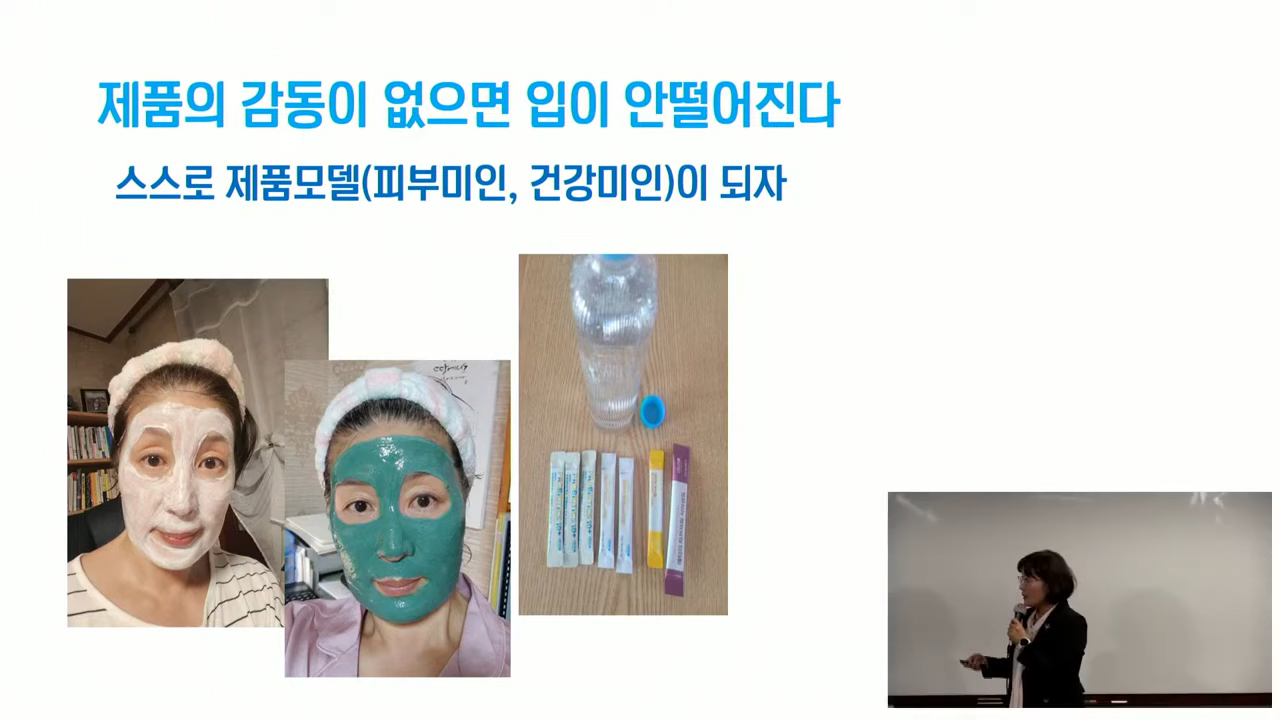 제품의 감동이 없으면 입이 안떨어진다
스스로 제품모델(피부미인, 건강미인)이 되자